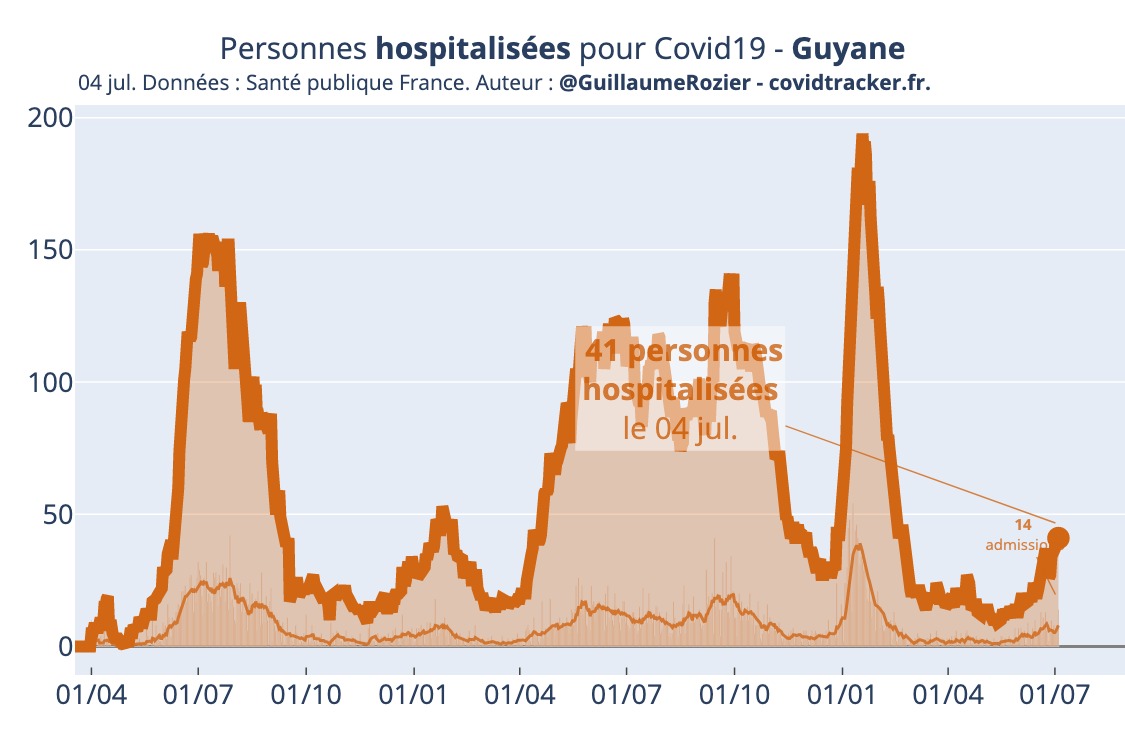 Personnes hospitalisées pour Covid19 - Guyane
04 jul. Données : Santé publique France. Auteur : @GuillaumeRozier - covidtracker.fr.
200
150
100
50
0
41 personnes
hospitalisées
le 04 jul.
14
admissio
01/04
01/07
01/10
01/01
01/04
01/07
01/10
01/01
01/04
01/07